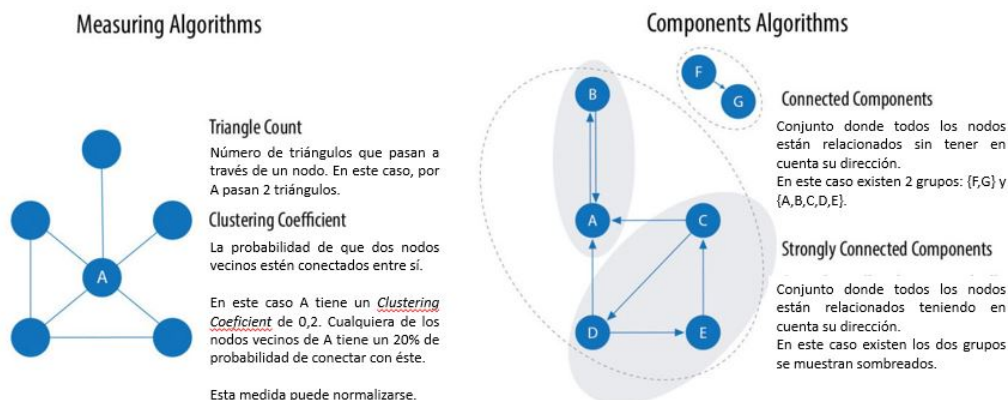 Measuring Algorithms
Triangle Count
Número de triángulos que pasan a
través de un nodo. En este caso, por
A pasan 2 triángulos.
Clustering Coefficient
La probabilidad de que dos nodos
vecinos estén conectados entre sí.
En este caso A tiene un Clustering
Coeficient de 0,2. Cualquiera de los
nodos vecinos de A tiene un 20% de
probabilidad de conectar con éste.
Esta medida puede normalizarse.
A
Components Algorithms
B
F
G
A
C
D
E
Connected Components
Conjunto donde todos los nodos
están relacionados sin tener en
cuenta su dirección.
En este caso existen 2 grupos: {F,G} y
{A,B,C,D,E}.
Strongly Connected Components
Conjunto donde todos los nodos
están relacionados teniendo en
cuenta su dirección.
En este caso existen los dos grupos
se muestran sombreados.